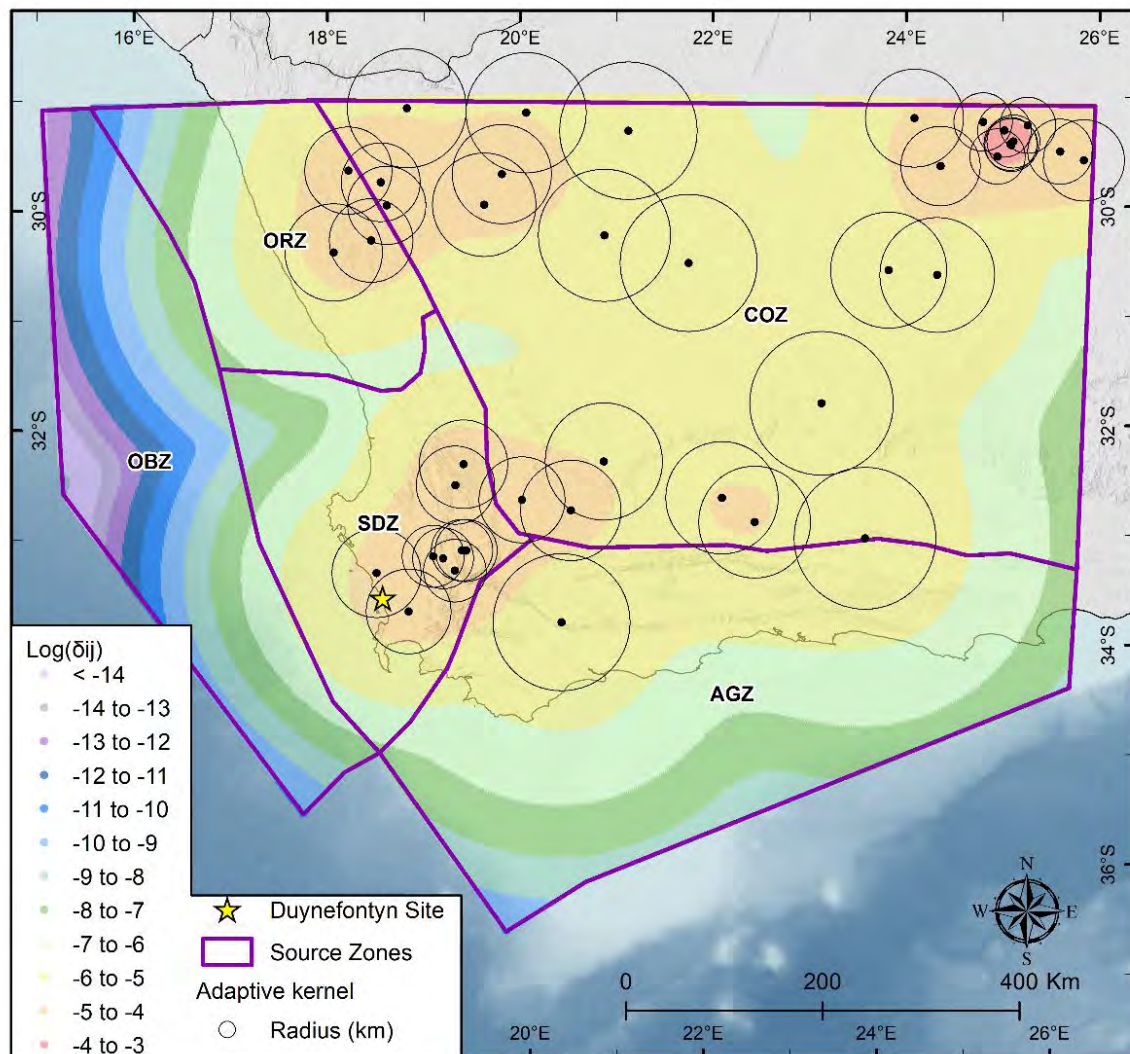 16°E 18°E 20°E 22°E 24°E 26°E
30°S 30°S
ORZ
COZ
32°S 32°S
OBZ
SDZ
34°S
AGZ
36°S
Log(δij)
< -14
-14 to -13
-13 to -12
-12 to -11
-11 to -10
-10 to -9
-9 to -8
-8 to -7
-7 to -6
-6 to -5
-5 to -4
-4 to -3
Duynefontyn Site
Source Zones
Adaptive kernel
Radius (km)
N
W E
S
0 200 400 Km
20°E 22°E 24°E 26°E